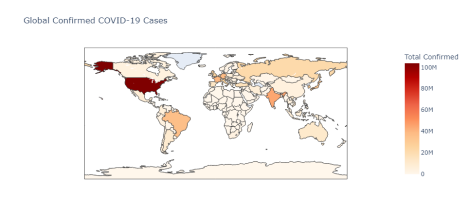 Global Confirmed COVID-19 Cases
Total Confirmed
100M
80M
60M
40M
20M
0